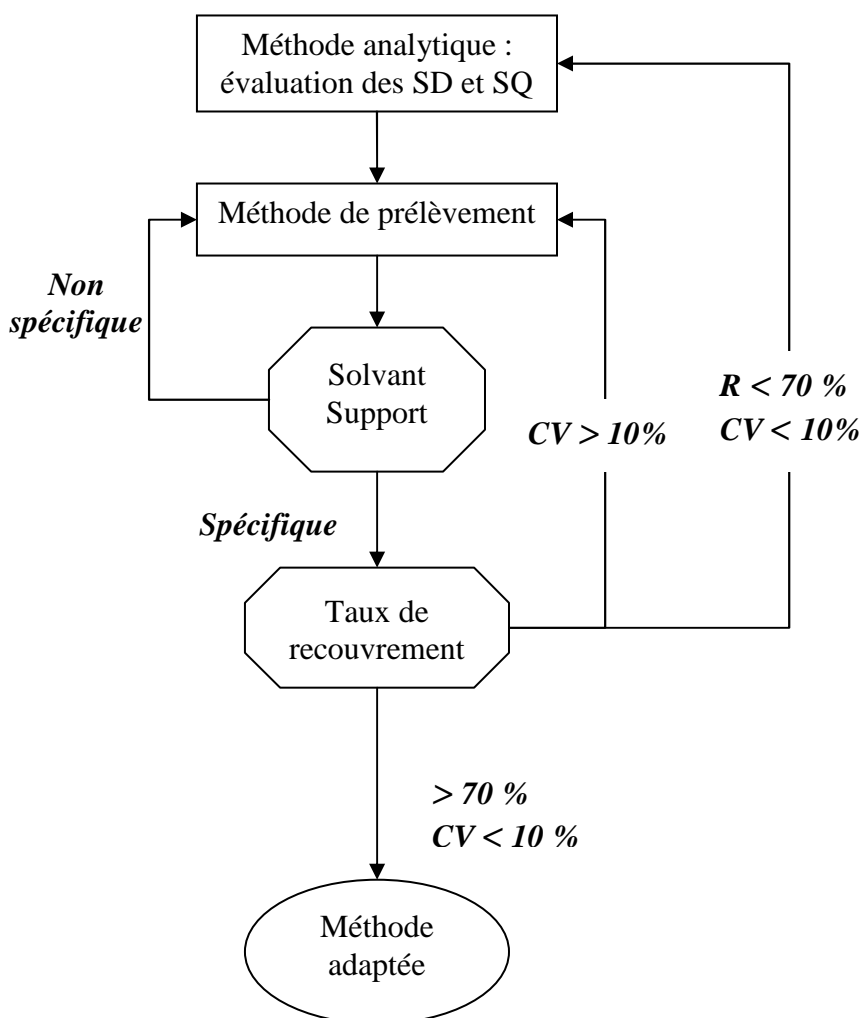 Méthode analytique :
évaluation des SD et SQ
Méthode de prélèvement
Non
spécifique
Solvant
Support
R < 70 %
CV < 10%
CV > 10%
Spécifique
Taux de
recouvrement
> 70 %
CV < 10 %
Méthode
adaptée